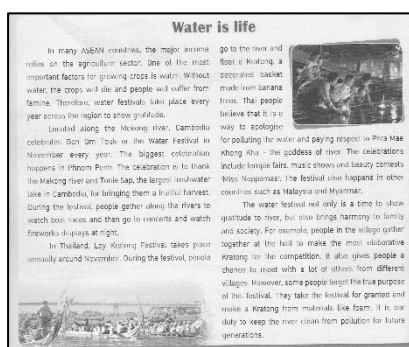 Water is life
In many ASEAN countries, the major income
relies on the agriculture sector. One of the most
important factors for growing crops is water. Without
water, the crops will die and people will suffer from
famine. Therefore, water festivals take place every
year across the region to show gratitude.
Located along the Mekong river, Cambodia
celebrates Bon Om Touk or the Water Festival in
November every year. The biggest celebration
happens in Phnom Penh. The celebration is to thank
the Mekong river and Tonle Sap, the largest freshwater
lake in Cambodia, for bringing them a fruitful harvest.
During the festival, people gather along the rivers to
watch boat races and then go to concerts and watch
fireworks displays at night.
In Thailand, Loy Kratong Festival takes place
annually around November. During the festival, people
go to the river and
float a Kratong, a
decorated basket
made from banana
trees. Thai people
believe that it is a
way to apologise
for polluting the water and paying respect to Phra Mae
Khong Kha - the goddess of river. The celebrations
include temple fairs, music shows and beauty contests
'Miss Noppamas'. The festival also happens in other
countries such as Malaysia and Myanmar.
The water festival not only is a time to show
gratitude to river, but also brings harmony to family
and society. For example, people in the village gather
together at the hall to make the most elaborative
Kratong for the competition. It also gives people a
chance to meet with a lot of others from different
villages. However, some people forget the true purpose
of this festival. They take the festival for granted and
make a Kratong from materials like foam. It is our
duty to keep the river clean from pollution for future
generations.